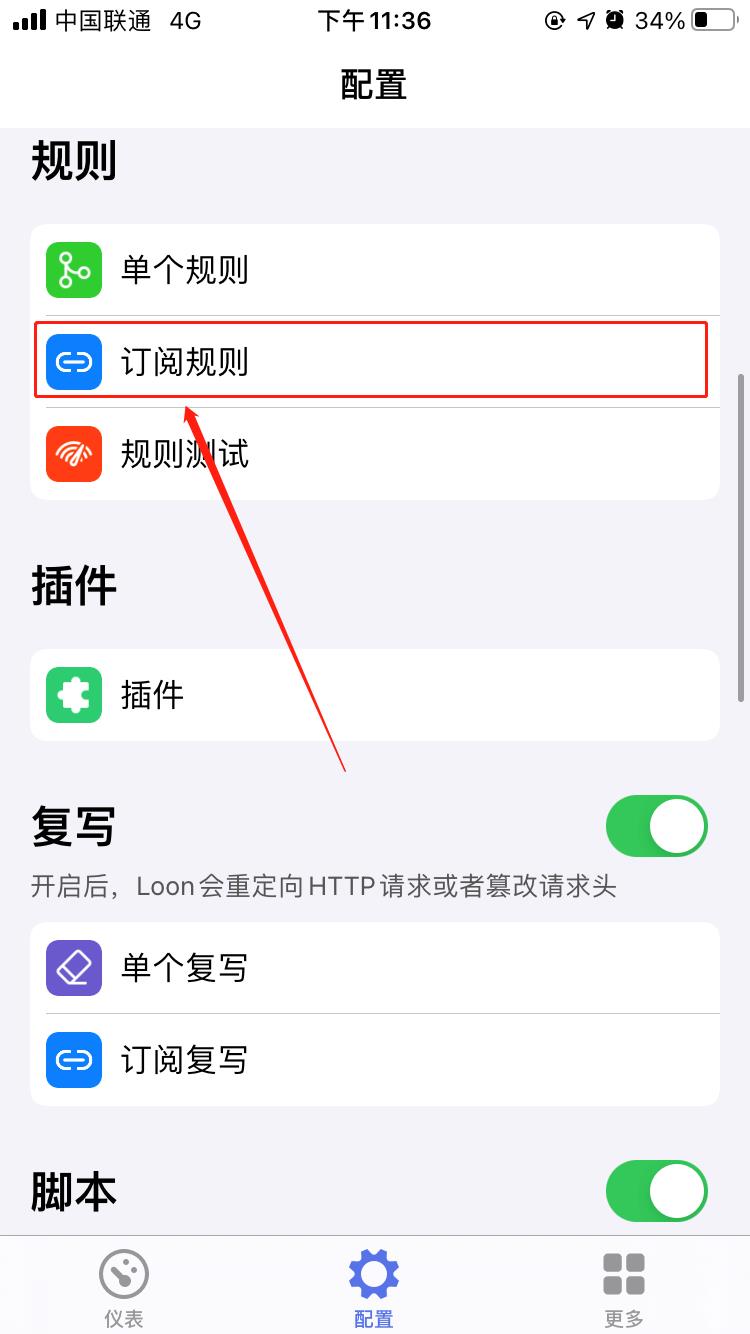 中国联通 4G 下午11:36 34%
配置
规则
单个规则
订阅规则
规则测试
插件
插件
复写
开启后，Loon会重定向HTTP请求或者篡改请求头
单个复写
订阅复写
脚本
仪表 配置 更多